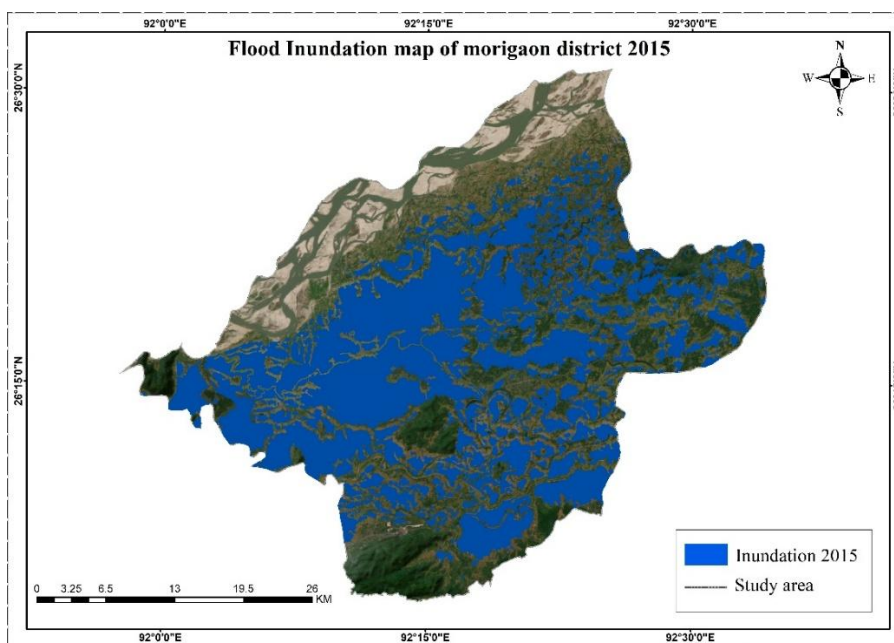 92°0'0"E 92°15'0"E 92°30'0"E
Flood Inundation map of morigaon district 2015
N
W E
S
26°30'0"N
26°15'0"N
Inundation 2015
Study area
0 3.25 6.5 13 19.5 26
KM
92°0'0"E 92°15'0"E 92°30'0"E